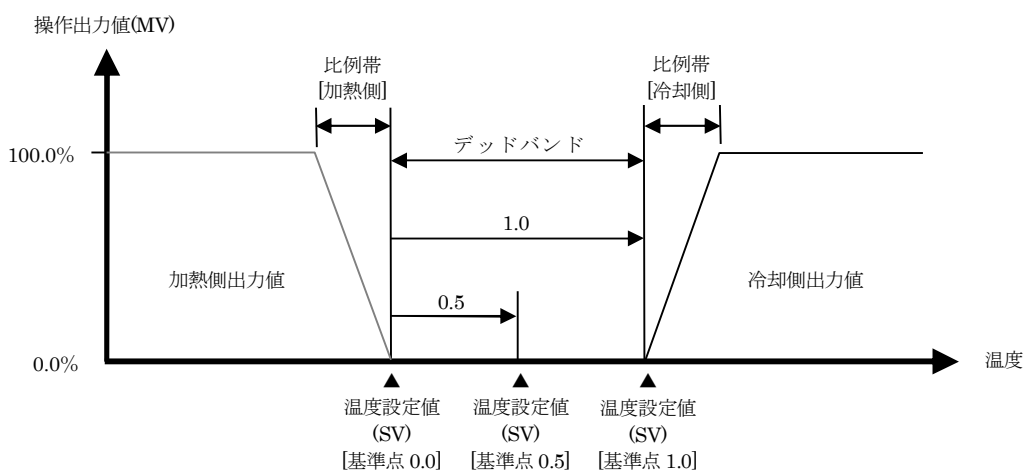 操作出力値(MV)
比例帯
[加熱側]
比例帯
[冷却側]
デッドバンド
100.0%
1.0
加熱側出力値
冷却側出力値
0.5
0.0%
温度
温度設定値
(SV)
[基準点 0.0]
温度設定値
(SV)
[基準点 0.5]
温度設定値
(SV)
[基準点 1.0]